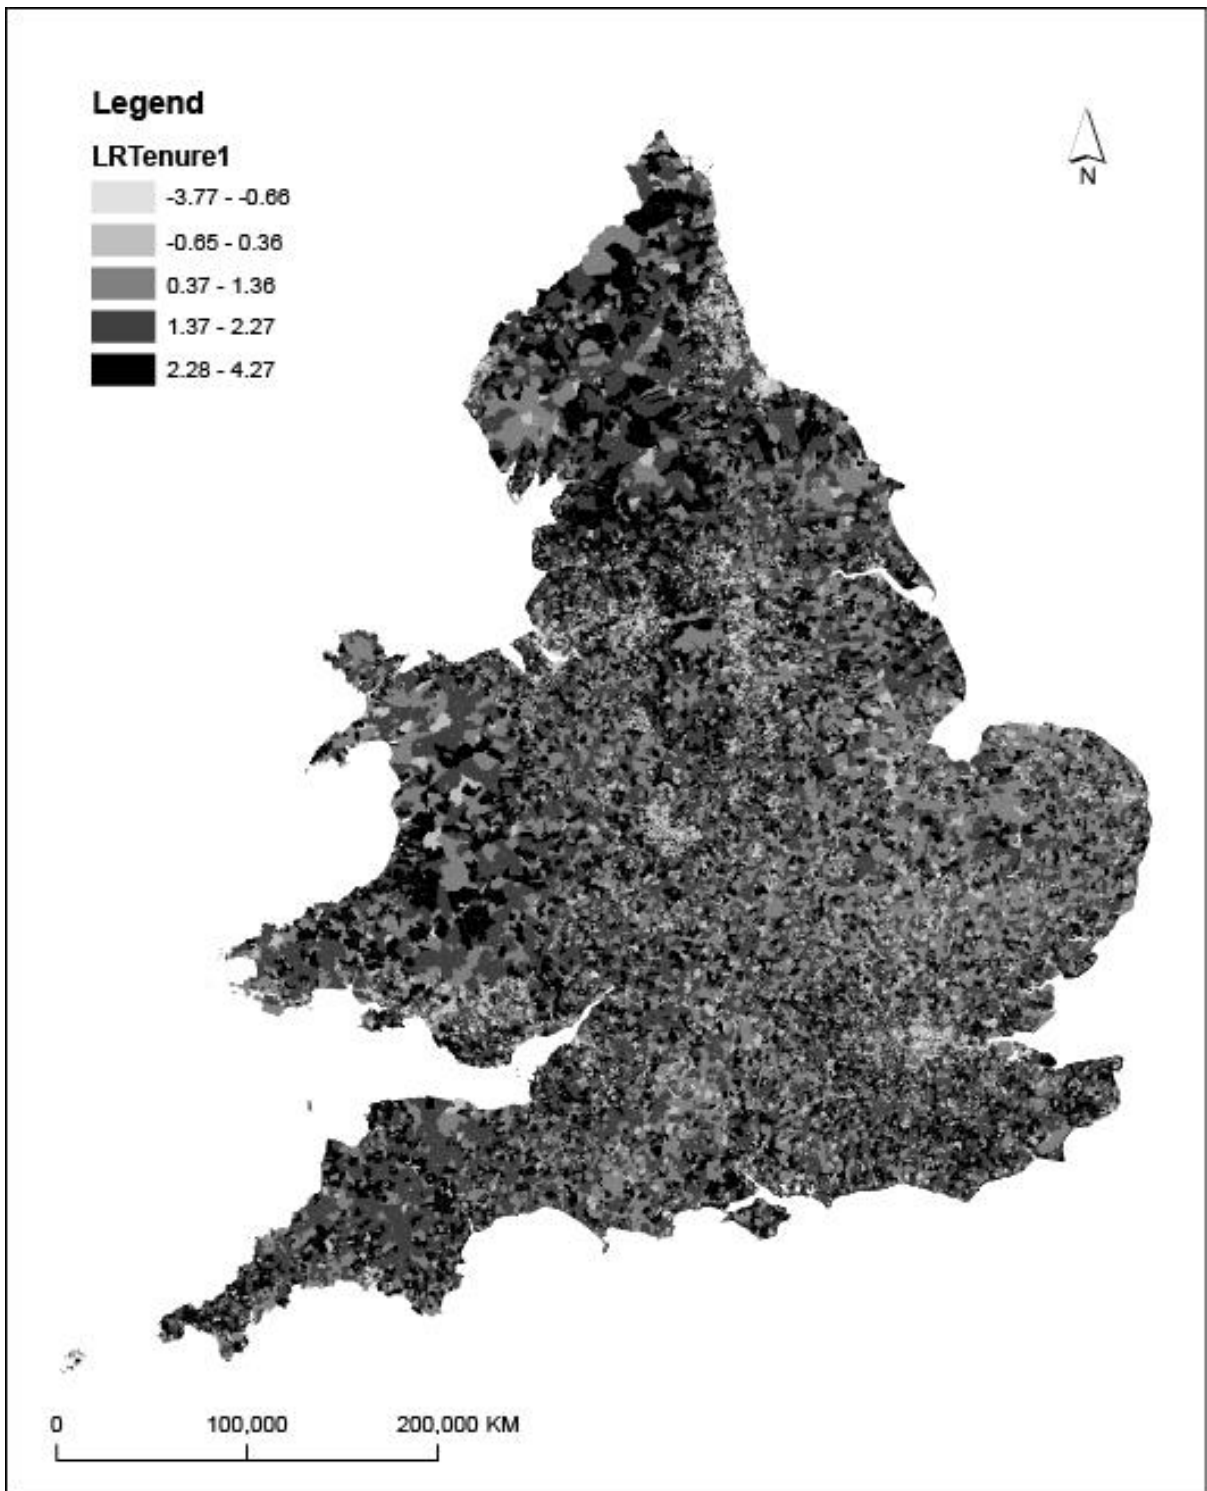 Legend
LRTenure1
-3.77 - -0.66
-0.65 - 0.36
0.37 - 1.36
1.37 - 2.27
2.28 - 4.27
N
0 100,000 200,000 KM